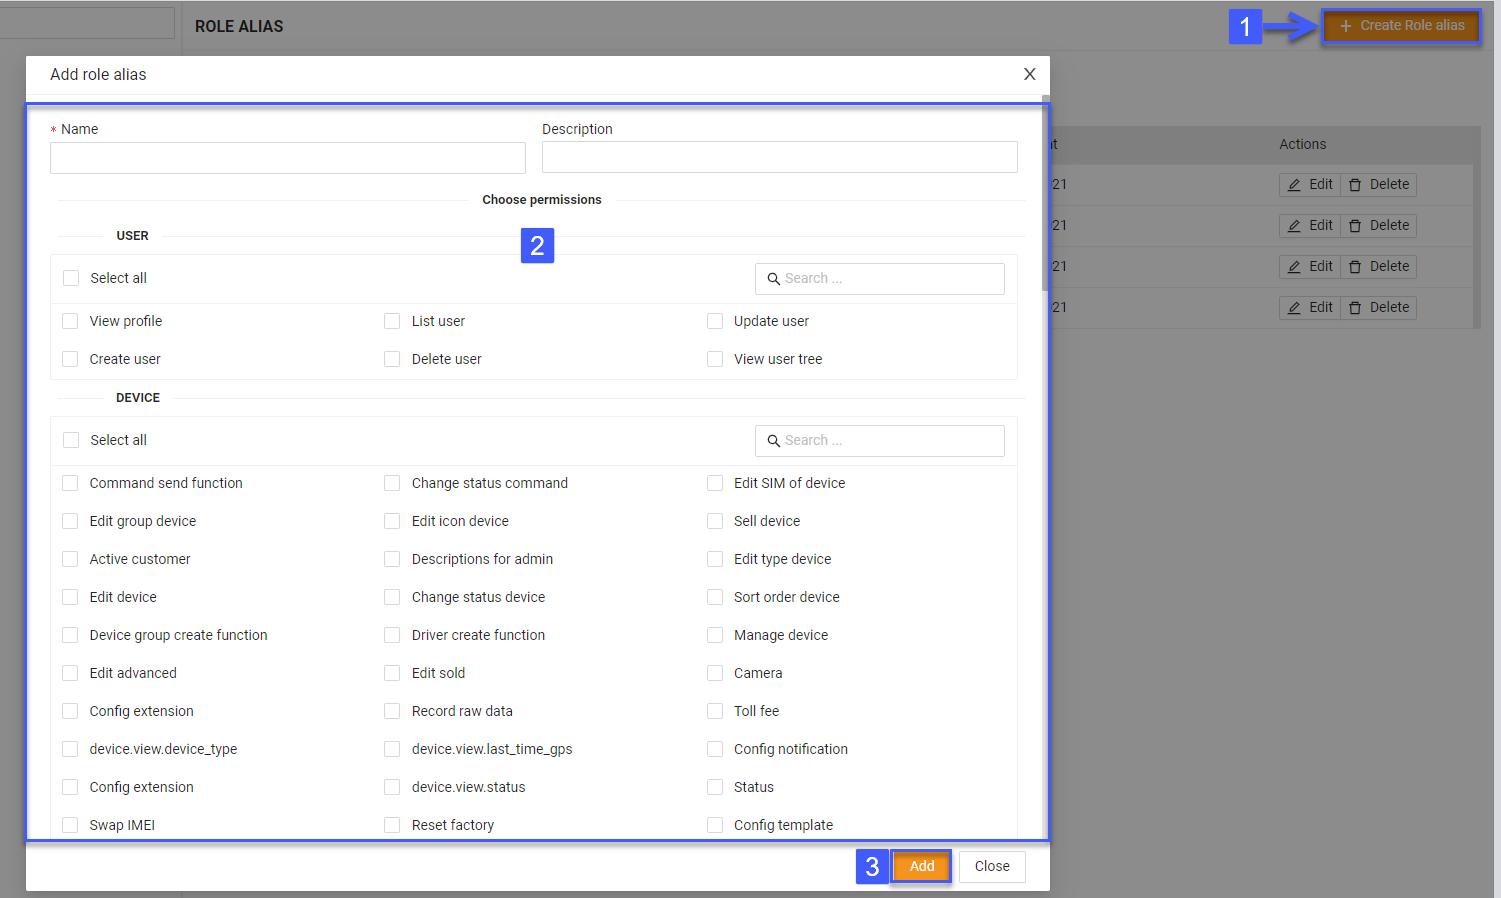 ROLE ALIAS
1
+ Create Role alias
Add role alias
X
* Name
Description
Choose permissions
USER
2
Select all
Search ...
View profile
List user
Update user
Create user
Delete user
View user tree
DEVICE
Select all
Search ...
Command send function
Change status command
Edit SIM of device
Edit group device
Edit icon device
Sell device
Active customer
Descriptions for admin
Edit type device
Edit device
Change status device
Sort order device
Device group create function
Driver create function
Manage device
Edit advanced
Edit sold
Camera
Config extension
Record raw data
Toll fee
device.view.device_type
device.view.last_time_gps
Config notification
Config extension
device.view.status
Status
Swap IMEI
Reset factory
Config template
3
Add
Close
Actions
21
Edit
Delete
21
Edit
Delete
21
Edit
Delete
21
Edit
Delete